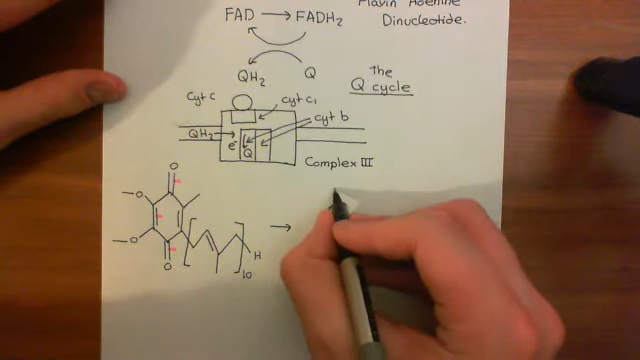 Flavin Adenine
Dinucleotide.
FAD → FADH2
QH2 Q
The
Q cycle
Cyt c
cyt c1
cyt b
QH2 →
e-
Q
Complex III
O
O
O
O
H
10